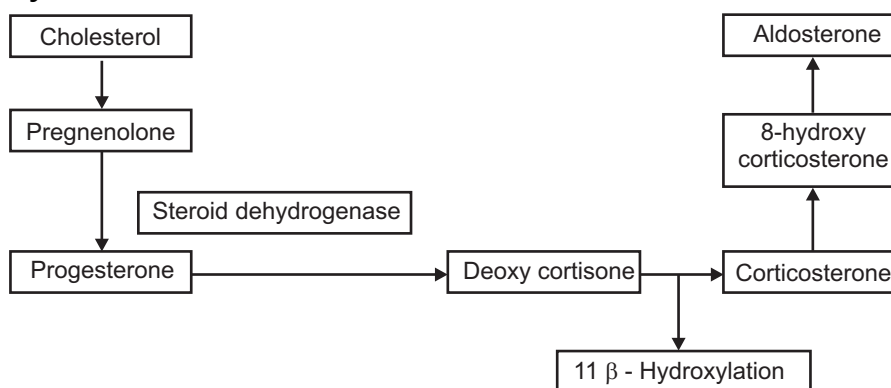 Cholesterol
Aldosterone
Pregnenolone
8-hydroxy
corticosterone
Steroid dehydrogenase
Progesterone
Deoxy cortisone
Corticosterone
11 β - Hydroxylation